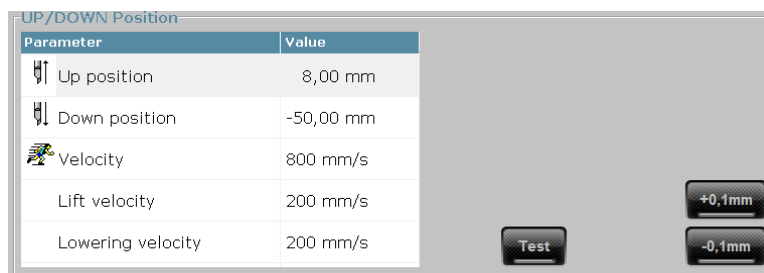 UP/DOWN Position
Parameter Value
Up position 8,00 mm
Down position -50,00 mm
Velocity 800 mm/s
Lift velocity 200 mm/s
+0,1mm
Lowering velocity 200 mm/s
Test -0,1mm